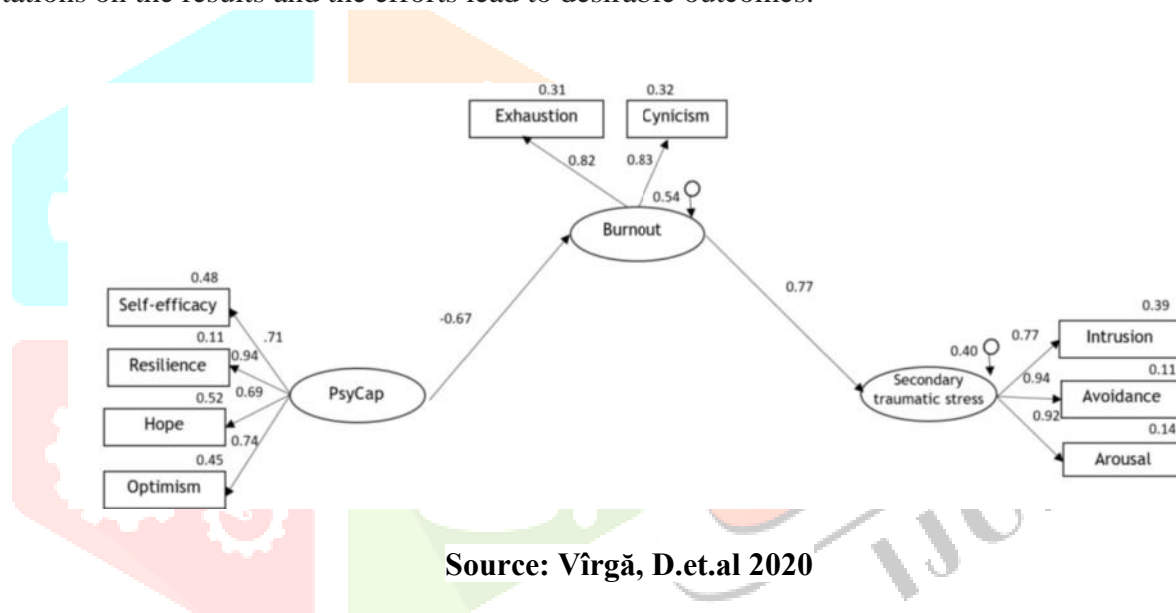 tations on the results and the efforts lead to desirable outcomes.
0.31 0.32
Exhaustion Cynicism
0.82 0.83
0.54
Burnout
0.48
Self-efficacy
-0.67 0.77
0.39
0.11 .71
Resilience 0.94
0.40 0.77 Intrusion
0.52 0.69 PsyCap
Secondary
traumatic stress
0.94 0.11
Avoidance
Hope
0.74
0.92 0.14
0.45
Optimism
Arousal
IJC
Source: Vîrgă, D.et.al 2020